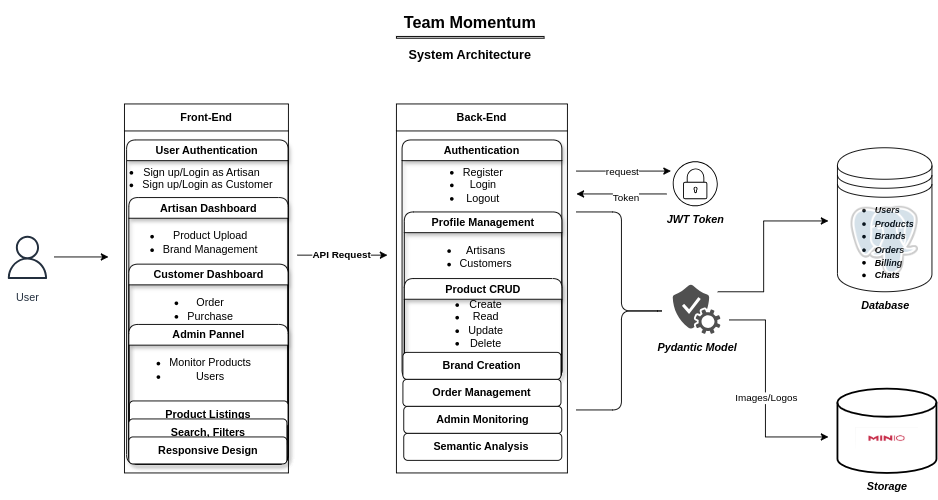 Team Momentum
System Architecture
Front-End
User Authentication
Sign up/Login as Artisan
Sign up/Login as Customer
Artisan Dashboard
Product Upload
Brand Management
Customer Dashboard
Order
Purchase
Admin Pannel
Monitor Products
Users
Product Listings
Search, Filters
Responsive Design
User
API Request
Back-End
Authentication
Register
Login
Logout
Profile Management
Artisans
Customers
Product CRUD
Create
Read
Update
Delete
Brand Creation
Order Management
Admin Monitoring
Semantic Analysis
request
Token
JWT Token
Pydantic Model
Images/Logos
Users
Products
Brands
Orders
Billing
Chats
Database
MINIO
Storage